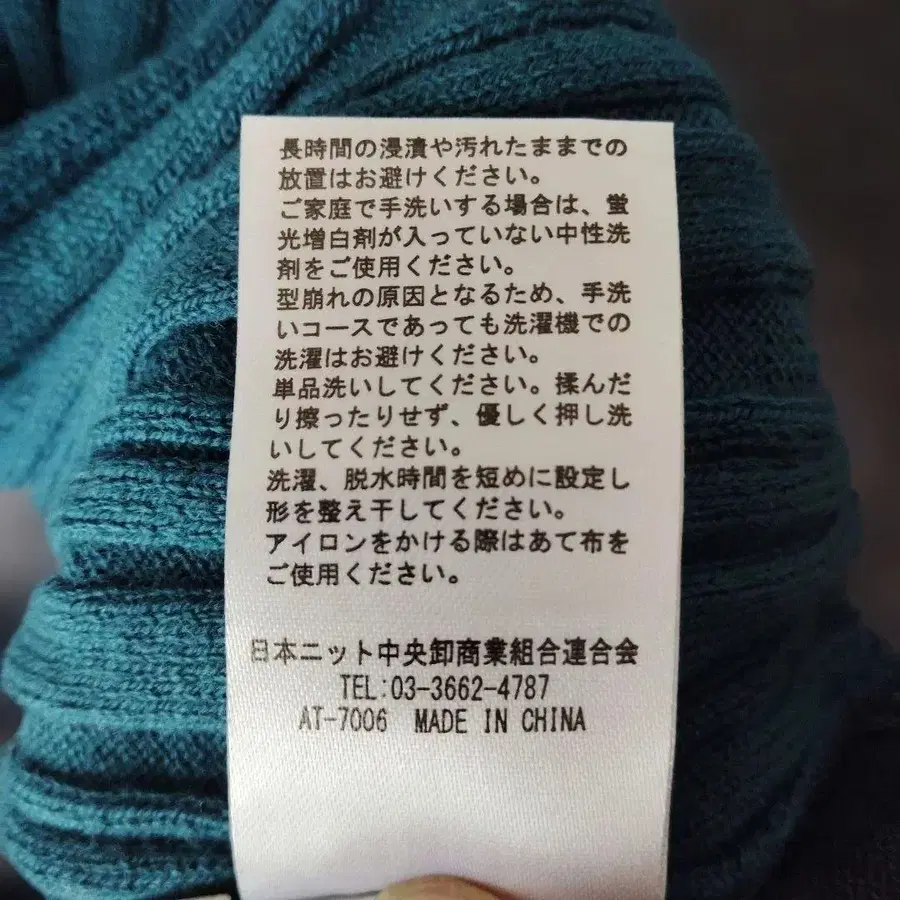 長時間の浸漬や汚れたままでの
放置はお避けください。
ご家庭で手洗いする場合は、蛍
光増白剤が入っていない中性洗
剤をご使用ください。
型崩れの原因となるため、手洗
いコースであっても洗濯機での
洗濯はお避けください。
単品洗いしてください。揉んだ
り擦ったりせず、優しく押し洗
いしてください。
洗濯、脱水時間を短めに設定し
形を整え干してください。
アイロンをかける際はあて布を
ご使用ください。
日本ニット中央卸商業組合連合会
TEL:03-3662-4787
AT-7006 MADE IN CHINA